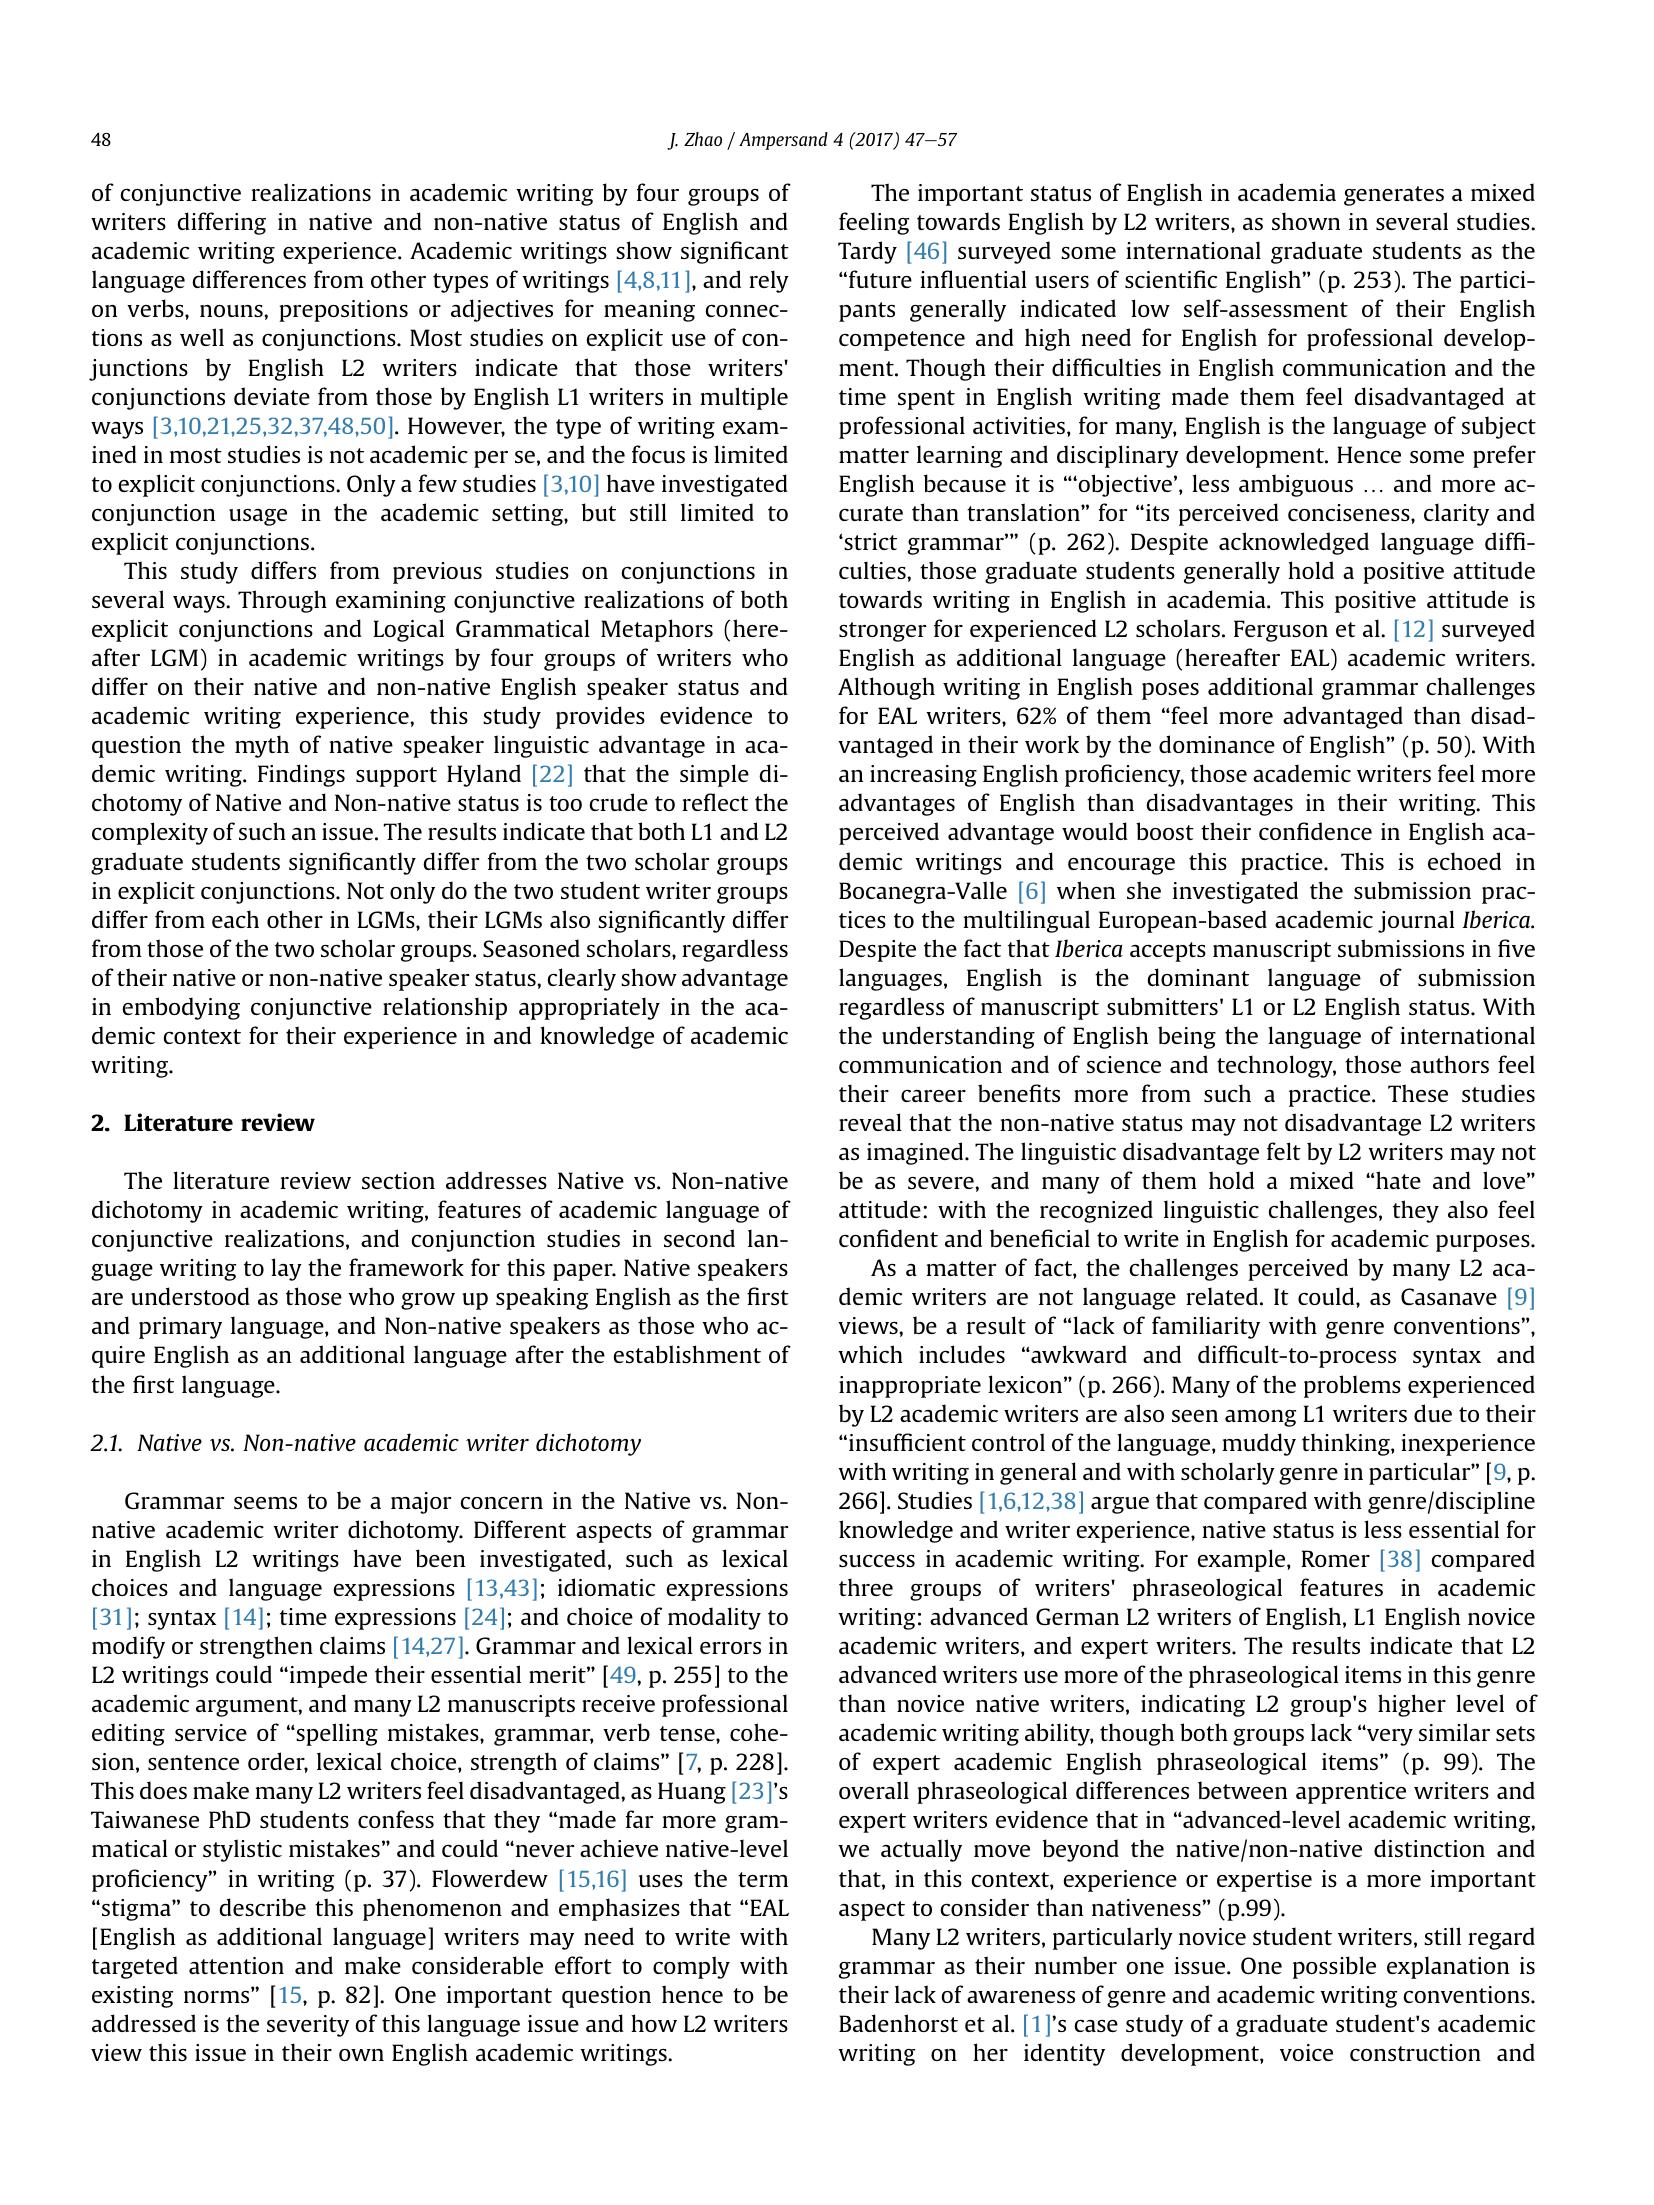 48
J. Zhao / Ampersand 4 (2017) 47–57
of conjunctive realizations in academic writing by four groups of
writers differing in native and non-native status of English and
academic writing experience. Academic writings show significant
language differences from other types of writings [4,8,11], and rely
on verbs, nouns, prepositions or adjectives for meaning connec-
tions as well as conjunctions. Most studies on explicit use of con-
junctions by English L2 writers indicate that those writers'
conjunctions deviate from those by English L1 writers in multiple
ways [3,10,21,25,32,37,48,50]. However, the type of writing exam-
ined in most studies is not academic per se, and the focus is limited
to explicit conjunctions. Only a few studies [3,10] have investigated
conjunction usage in the academic setting, but still limited to
explicit conjunctions.
This study differs from previous studies on conjunctions in
several ways. Through examining conjunctive realizations of both
explicit conjunctions and Logical Grammatical Metaphors (here-
after LGM) in academic writings by four groups of writers who
differ on their native and non-native English speaker status and
academic writing experience, this study provides evidence to
question the myth of native speaker linguistic advantage in aca-
demic writing. Findings support Hyland [22] that the simple di-
chotomy of Native and Non-native status is too crude to reflect the
complexity of such an issue. The results indicate that both L1 and L2
graduate students significantly differ from the two scholar groups
in explicit conjunctions. Not only do the two student writer groups
differ from each other in LGMs, their LGMs also significantly differ
from those of the two scholar groups. Seasoned scholars, regardless
of their native or non-native speaker status, clearly show advantage
in embodying conjunctive relationship appropriately in the aca-
demic context for their experience in and knowledge of academic
writing.
2. Literature review
The literature review section addresses Native vs. Non-native
dichotomy in academic writing, features of academic language of
conjunctive realizations, and conjunction studies in second lan-
guage writing to lay the framework for this paper. Native speakers
are understood as those who grow up speaking English as the first
and primary language, and Non-native speakers as those who ac-
quire English as an additional language after the establishment of
the first language.
2.1. Native vs. Non-native academic writer dichotomy
Grammar seems to be a major concern in the Native vs. Non-
native academic writer dichotomy. Different aspects of grammar
in English L2 writings have been investigated, such as lexical
choices and language expressions [13,43]; idiomatic expressions
[31]; syntax [14]; time expressions [24]; and choice of modality to
modify or strengthen claims [14,27]. Grammar and lexical errors in
L2 writings could “impede their essential merit” [49, p. 255] to the
academic argument, and many L2 manuscripts receive professional
editing service of “spelling mistakes, grammar, verb tense, cohe-
sion, sentence order, lexical choice, strength of claims” [7, p. 228].
This does make many L2 writers feel disadvantaged, as Huang [23]'s
Taiwanese PhD students confess that they “made far more gram-
matical or stylistic mistakes” and could “never achieve native-level
proficiency” in writing (p. 37). Flowerdew [15,16] uses the term
“stigma” to describe this phenomenon and emphasizes that “EAL
[English as additional language] writers may need to write with
targeted attention and make considerable effort to comply with
existing norms” [15, p. 82]. One important question hence to be
addressed is the severity of this language issue and how L2 writers
view this issue in their own English academic writings.
The important status of English in academia generates a mixed
feeling towards English by L2 writers, as shown in several studies.
Tardy [46] surveyed some international graduate students as the
“future influential users of scientific English” (p. 253). The partici-
pants generally indicated low self-assessment of their English
competence and high need for English for professional develop-
ment. Though their difficulties in English communication and the
time spent in English writing made them feel disadvantaged at
professional activities, for many, English is the language of subject
matter learning and disciplinary development. Hence some prefer
English because it is “‘objective’, less ambiguous … and more ac-
curate than translation” for “its perceived conciseness, clarity and
‘strict grammar’” (p. 262). Despite acknowledged language diffi-
culties, those graduate students generally hold a positive attitude
towards writing in English in academia. This positive attitude is
stronger for experienced L2 scholars. Ferguson et al. [12] surveyed
English as additional language (hereafter EAL) academic writers.
Although writing in English poses additional grammar challenges
for EAL writers, 62% of them “feel more advantaged than disad-
vantaged in their work by the dominance of English” (p. 50). With
an increasing English proficiency, those academic writers feel more
advantages of English than disadvantages in their writing. This
perceived advantage would boost their confidence in English aca-
demic writings and encourage this practice. This is echoed in
Bocanegra-Valle [6] when she investigated the submission prac-
tices to the multilingual European-based academic journal Iberica.
Despite the fact that Iberica accepts manuscript submissions in five
languages, English is the dominant language of submission
regardless of manuscript submitters' L1 or L2 English status. With
the understanding of English being the language of international
communication and of science and technology, those authors feel
their career benefits more from such a practice. These studies
reveal that the non-native status may not disadvantage L2 writers
as imagined. The linguistic disadvantage felt by L2 writers may not
be as severe, and many of them hold a mixed “hate and love”
attitude: with the recognized linguistic challenges, they also feel
confident and beneficial to write in English for academic purposes.
As a matter of fact, the challenges perceived by many L2 aca-
demic writers are not language related. It could, as Casanave [9]
views, be a result of “lack of familiarity with genre conventions”,
which includes “awkward and difficult-to-process syntax and
inappropriate lexicon” (p. 266). Many of the problems experienced
by L2 academic writers are also seen among L1 writers due to their
“insufficient control of the language, muddy thinking, inexperience
with writing in general and with scholarly genre in particular” [9, p.
266]. Studies [1,6,12,38] argue that compared with genre/discipline
knowledge and writer experience, native status is less essential for
success in academic writing. For example, Romer [38] compared
three groups of writers' phraseological features in academic
writing: advanced German L2 writers of English, L1 English novice
academic writers, and expert writers. The results indicate that L2
advanced writers use more of the phraseological items in this genre
than novice native writers, indicating L2 group's higher level of
academic writing ability, though both groups lack “very similar sets
of expert academic English phraseological items” (p. 99). The
overall phraseological differences between apprentice writers and
expert writers evidence that in “advanced-level academic writing,
we actually move beyond the native/non-native distinction and
that, in this context, experience or expertise is a more important
aspect to consider than nativeness” (p.99).
Many L2 writers, particularly novice student writers, still regard
grammar as their number one issue. One possible explanation is
their lack of awareness of genre and academic writing conventions.
Badenhorst et al. [1]'s case study of a graduate student's academic
writing on her identity development, voice construction and